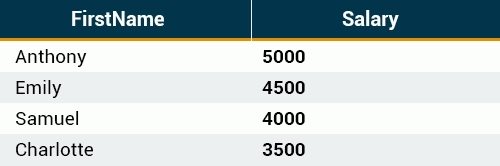 FirstName Salary
Anthony 5000
Emily 4500
Samuel 4000
Charlotte 3500